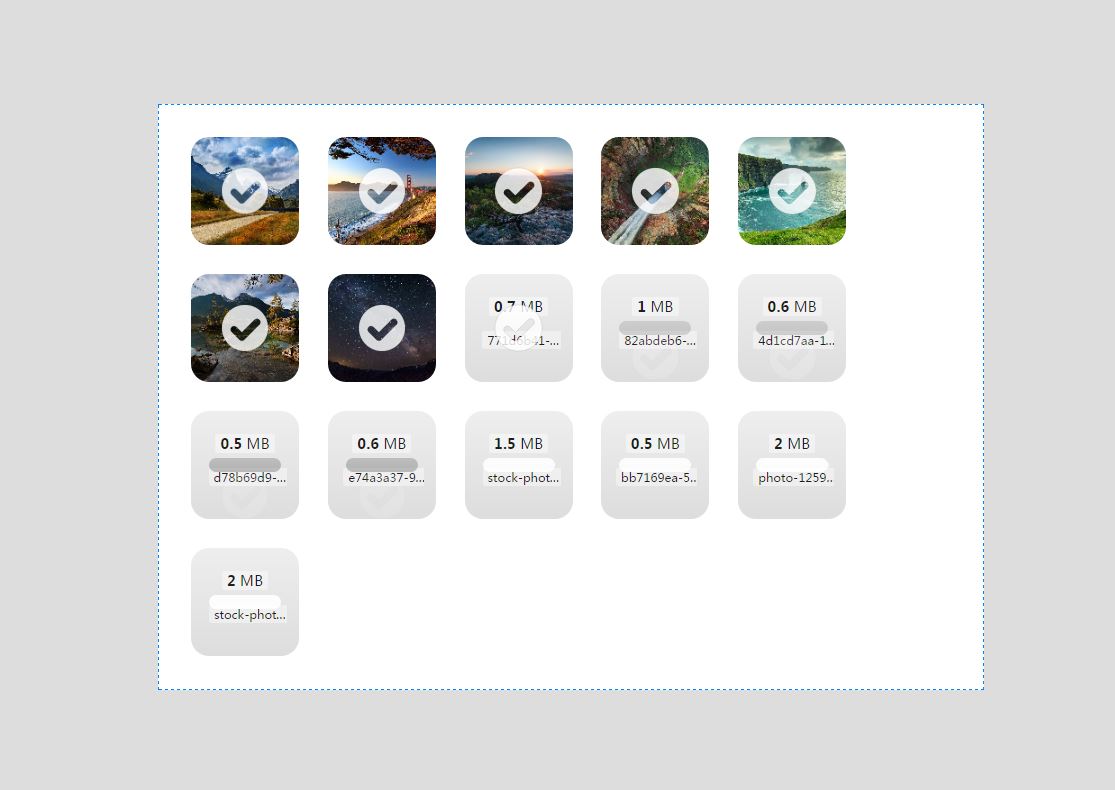 0.7 MB
771d6b41-...
1 MB
82abdeb6-...
0.6 MB
4d1cd7aa-1...
0.5 MB
d78b69d9-...
0.6 MB
e74a3a37-9...
1.5 MB
stock-phot...
0.5 MB
bb7169ea-5..
2 MB
photo-1259..
2 MB
stock-phot...